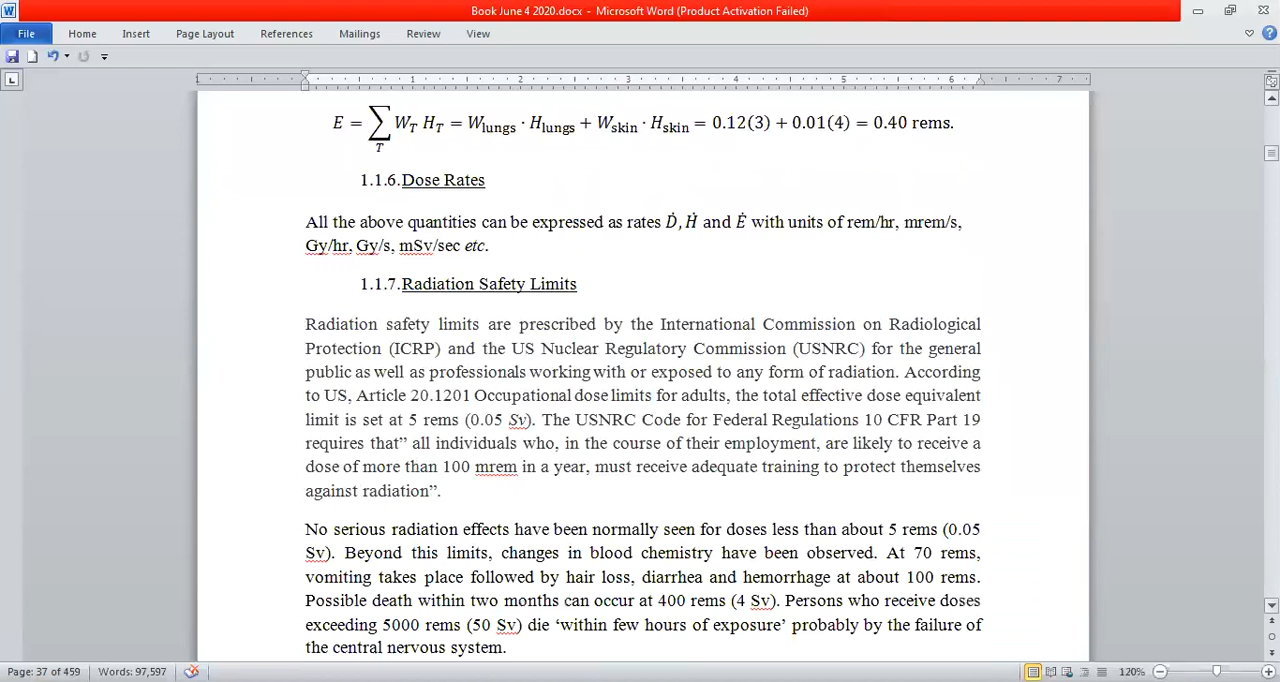 Book June 4 2020.docx - Microsoft Word (Product Activation Failed)
File Home Insert Page Layout References Mailings Review View
1 1 2 3 4 5 6 7
E = ∑ W_T H_T = W_lungs · H_lungs + W_skin · H_skin = 0.12(3) + 0.01(4) = 0.40 rems.
T
1.1.6.Dose Rates
All the above quantities can be expressed as rates Ḋ, Ḣ and Ė with units of rem/hr, mrem/s,
Gy/hr, Gy/s, mSv/sec etc.
1.1.7.Radiation Safety Limits
Radiation safety limits are prescribed by the International Commission on Radiological
Protection (ICRP) and the US Nuclear Regulatory Commission (USNRC) for the general
public as well as professionals working with or exposed to any form of radiation. According
to US, Article 20.1201 Occupational dose limits for adults, the total effective dose equivalent
limit is set at 5 rems (0.05 Sv). The USNRC Code for Federal Regulations 10 CFR Part 19
requires that” all individuals who, in the course of their employment, are likely to receive a
dose of more than 100 mrem in a year, must receive adequate training to protect themselves
against radiation”.
No serious radiation effects have been normally seen for doses less than about 5 rems (0.05
Sv). Beyond this limits, changes in blood chemistry have been observed. At 70 rems,
vomiting takes place followed by hair loss, diarrhea and hemorrhage at about 100 rems.
Possible death within two months can occur at 400 rems (4 Sv). Persons who receive doses
exceeding 5000 rems (50 Sv) die ‘within few hours of exposure’ probably by the failure of
the central nervous system.
Page: 37 of 459 Words: 97,597 120%